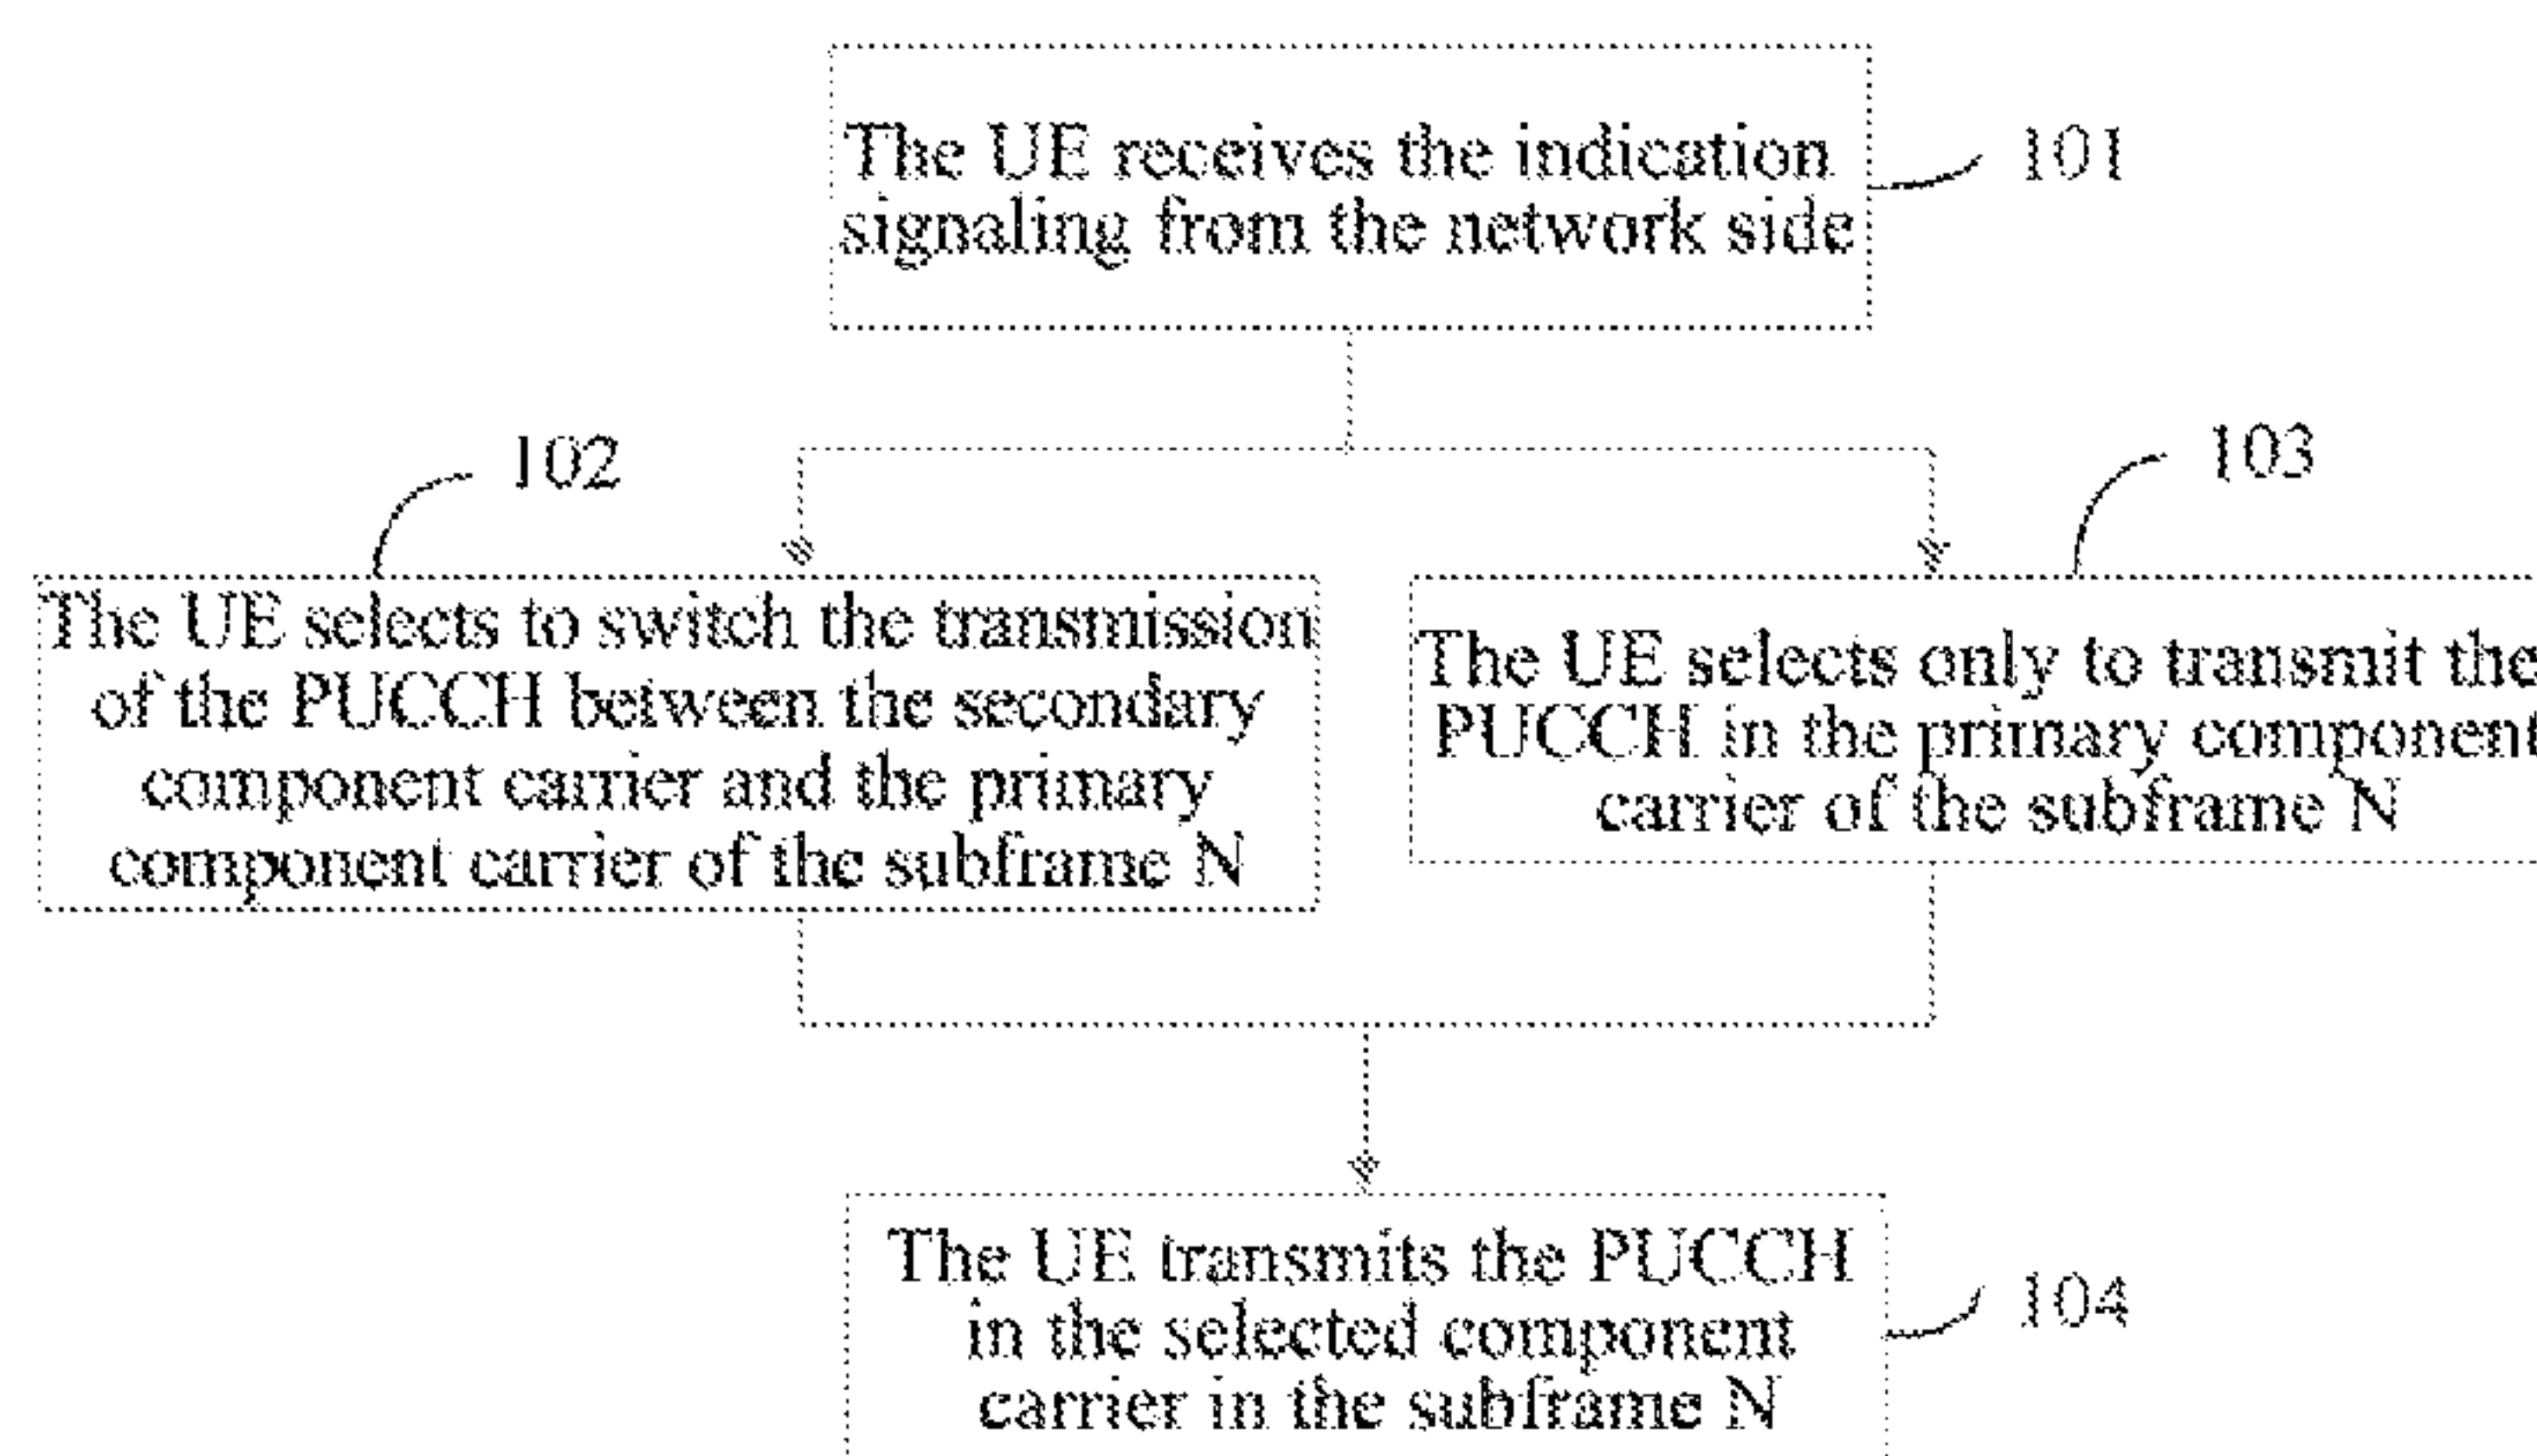 The UE receives the indication
signaling from the network side
101
102
103
The UE selects to switch the transmission
of the PUCCH between the secondary
component carrier and the primary
component carrier of the subframe N
The UE selects only to transmit the
PUCCH in the primary component
carrier of the subframe N
The UE transmits the PUCCH
in the selected component
carrier in the subframe N
104